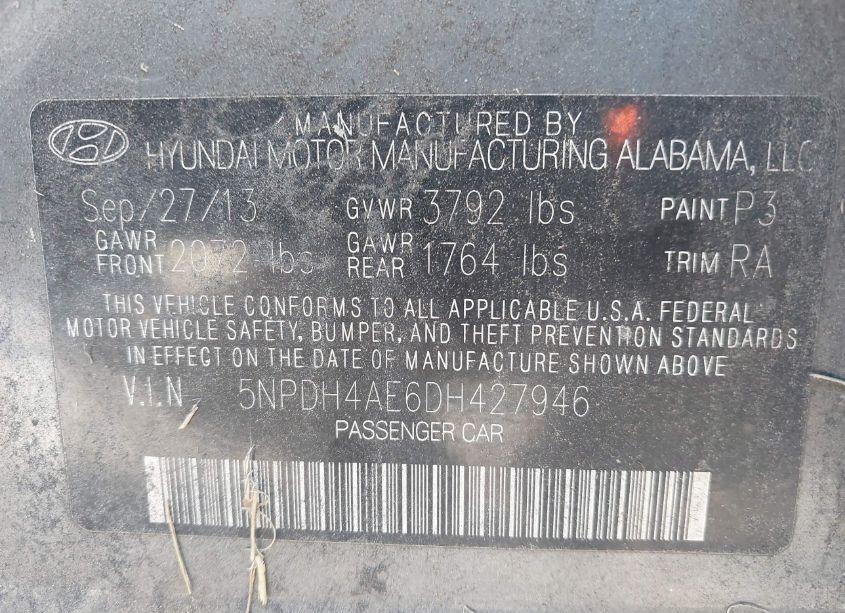 MANUFACTURED BY
HYUNDAI MOTOR MANUFACTURING ALABAMA, LLC
Sep/27/13 GVWR 3792 lbs PAINT P3
GAWR FRONT 2072 lbs GAWR REAR 1764 lbs TRIM RA
THIS VEHICLE CONFORMS TO ALL APPLICABLE U.S.A. FEDERAL
MOTOR VEHICLE SAFETY, BUMPER, AND THEFT PREVENTION STANDARDS
IN EFFECT ON THE DATE OF MANUFACTURE SHOWN ABOVE
V.I.N 5NPDH4AE6DH427946
PASSENGER CAR